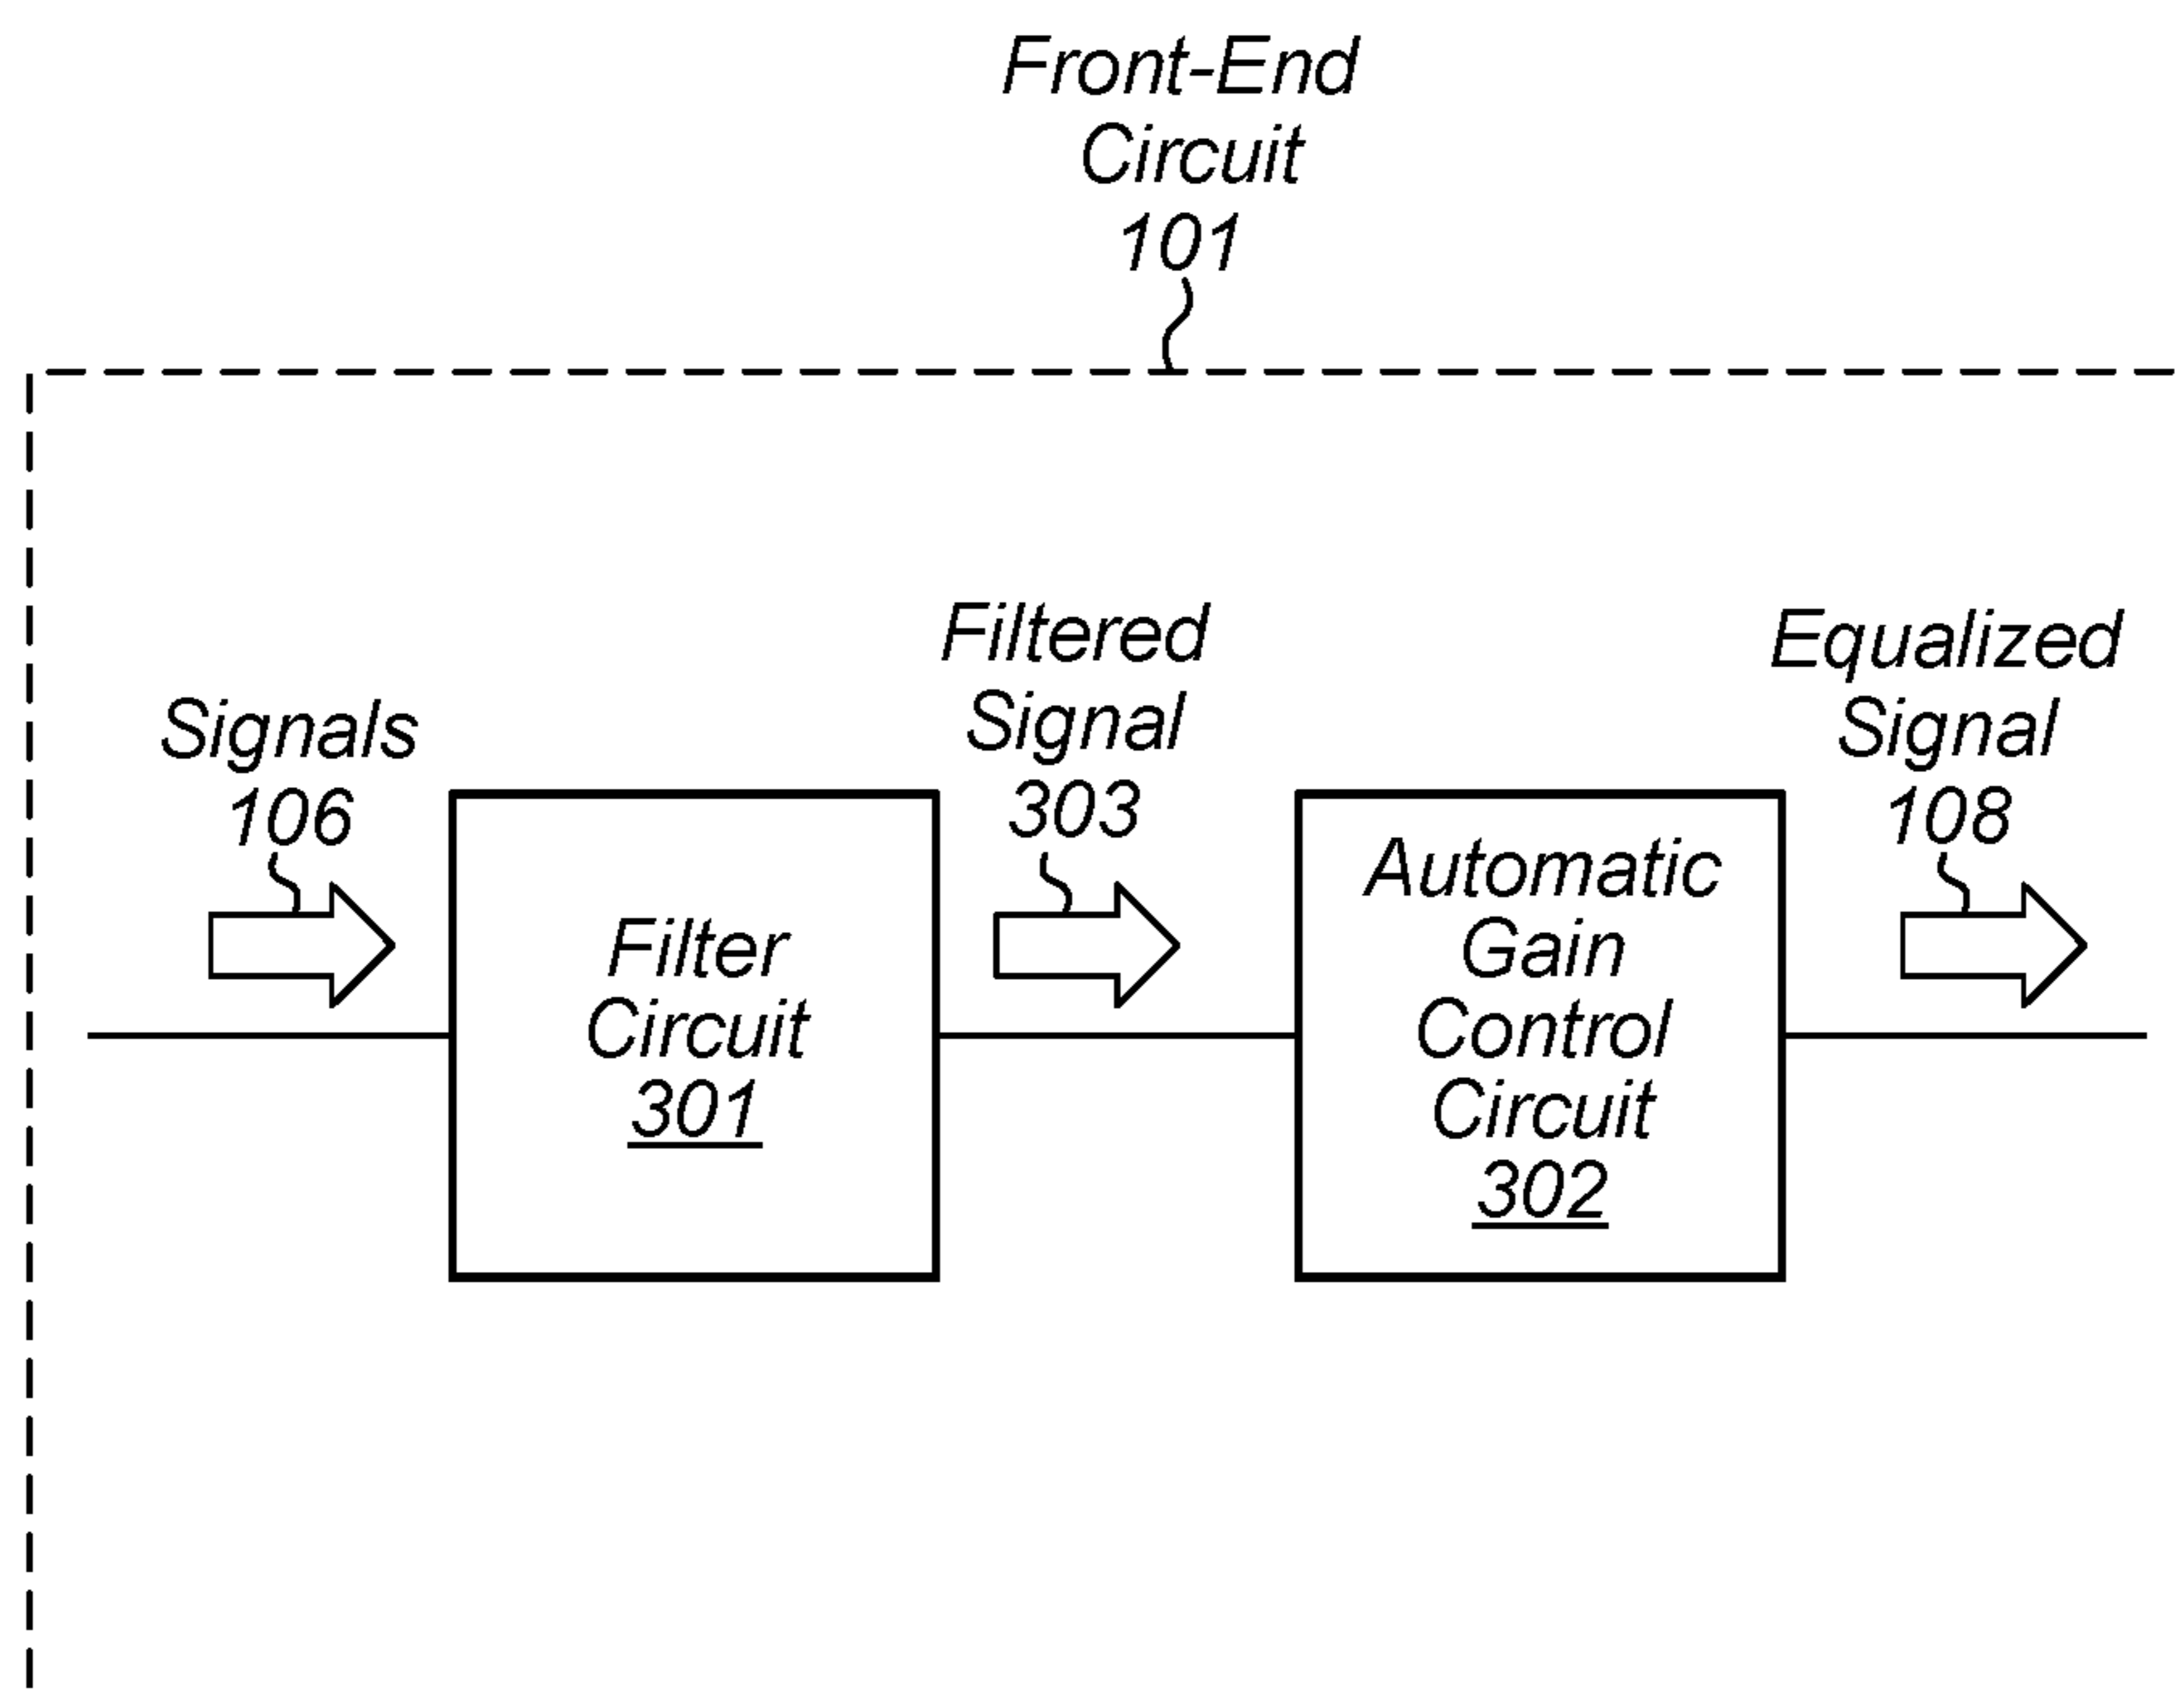 Front-End
Circuit
101
Signals
106
Filtered
Signal
303
Equalized
Signal
108
Filter
Circuit
301
Automatic
Gain
Control
Circuit
302